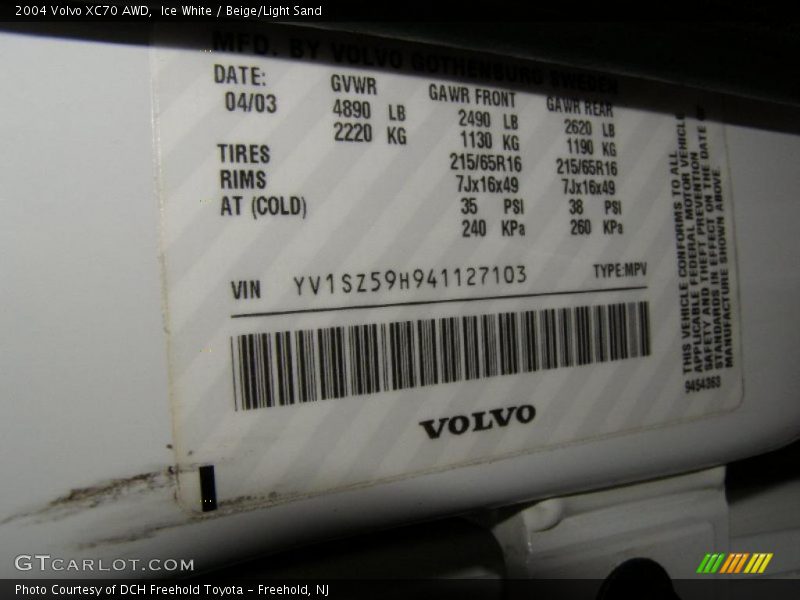 2004 Volvo XC70 AWD, Ice White / Beige/Light Sand
MFD. BY VOLVO GOTHENBURG SWEDEN
DATE: GVWR GAWR FRONT GAWR REAR
04/03 4890 LB 2490 LB 2620 LB
2220 KG 1130 KG 1190 KG
TIRES 215/65R16 215/65R16
RIMS 7Jx16x49 7Jx16x49
AT (COLD) 35 PSI 38 PSI
240 KPa 260 KPa
VIN YV1SZ59H941127103 TYPE:MPV
THIS VEHICLE CONFORMS TO ALL
APPLICABLE FEDERAL MOTOR VEHICLE
SAFETY AND THEFT PREVENTION
STANDARDS IN EFFECT ON THE DATE OF
MANUFACTURE SHOWN ABOVE.
9454363
VOLVO
GTCARLOT.COM
Photo Courtesy of DCH Freehold Toyota - Freehold, NJ